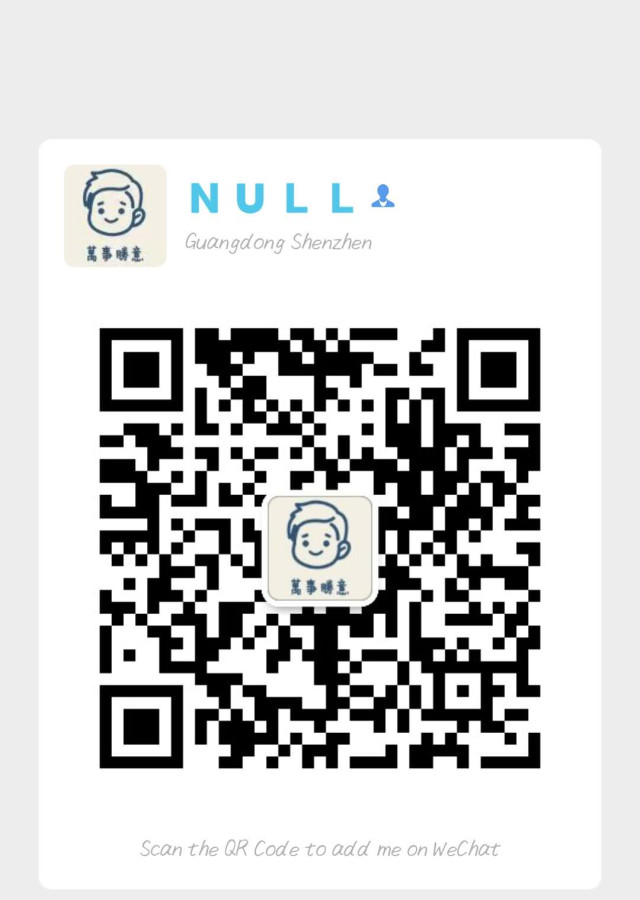 NULL
萬事勝意
Guangdong Shenzhen
萬事勝意
Scan the QR Code to add me on WeChat